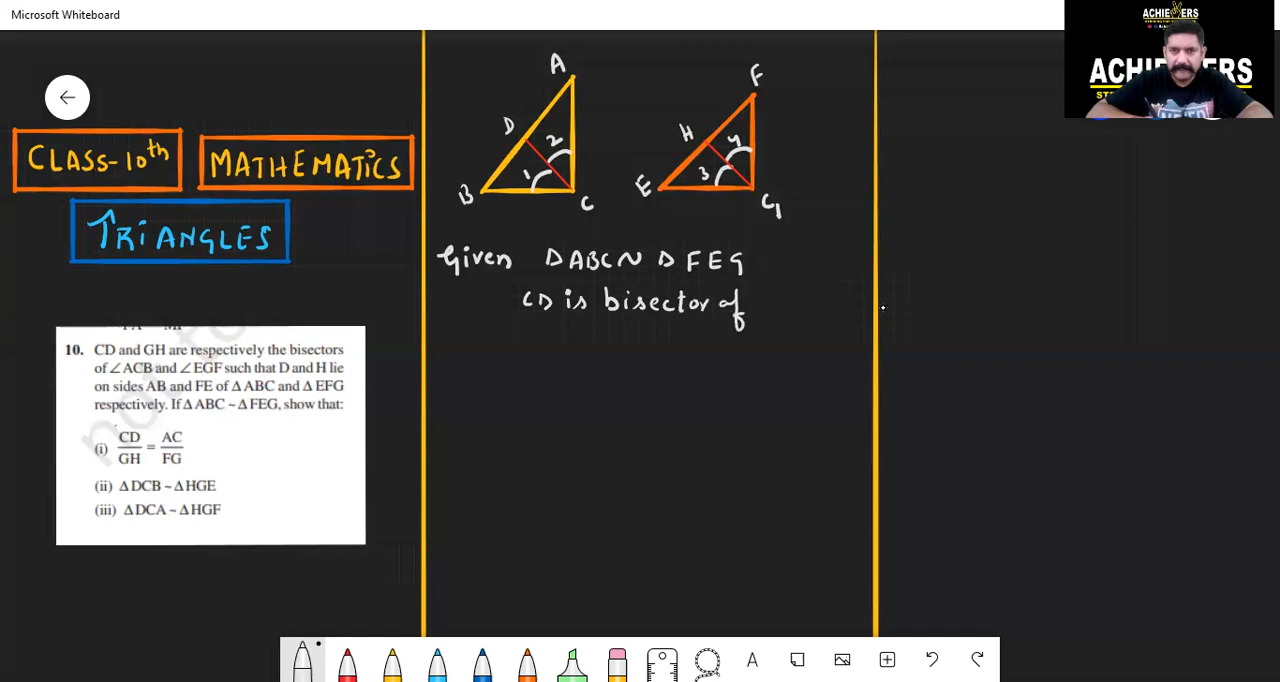 Microsoft Whiteboard
ACHIEVERS
ACHIE ERS
CLASS-10th
MATHEMATICS
TRIANGLES
A
D
2
1
B
C
F
H
4
3
E
G
Given Δ ABC ~ Δ FEG
CD is bisector of
10. CD and GH are respectively the bisectors
of ∠ ACB and ∠ EGF such that D and H lie
on sides AB and FE of Δ ABC and Δ EFG
respectively. If Δ ABC ~ Δ FEG, show that:
(i) CD/GH = AC/FG
(ii) Δ DCB ~ Δ HGE
(iii) Δ DCA ~ Δ HGF
A